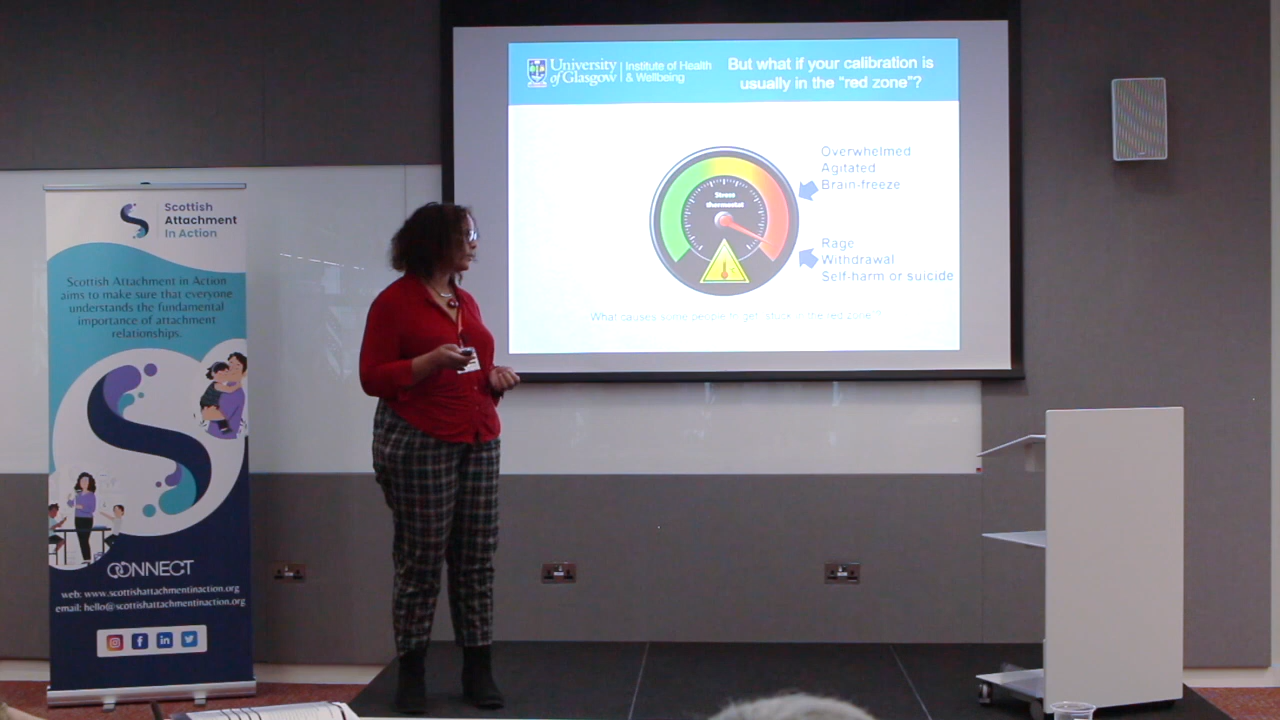 Scottish
Attachment
In Action
Scottish Attachment in Action
aims to make sure that everyone
understands the fundamental
importance of attachment
relationships.
CONNECT
web: www.scottishattachmentinaction.org
email: hello@scottishattachmentinaction.org
University
of Glasgow
Institute of Health
& Wellbeing
But what if your calibration is
usually in the "red zone"?
Stress
thermostat
Overwhelmed
Agitated
Brain-freeze
Rage
Withdrawal
Self-harm or suicide
What causes some people to get stuck in the red zone?